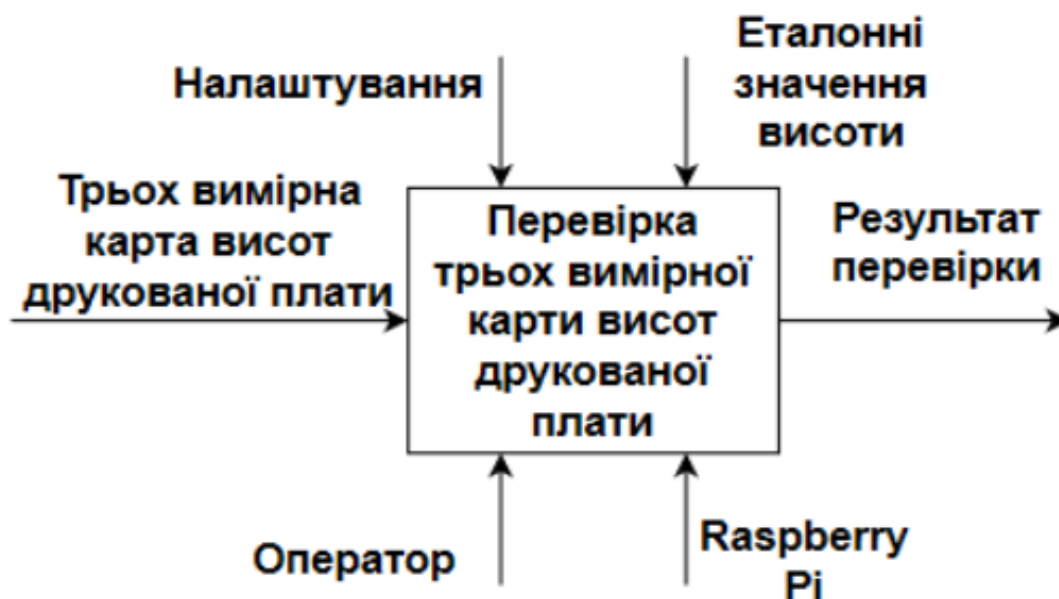 Налаштування
Еталонні
значення
висоти
Трьох вимірна
карта висот
друкованої плати
Перевірка
трьох вимірної
карти висот
друкованої
плати
Результат
перевірки
Оператор
Raspberry
Pi